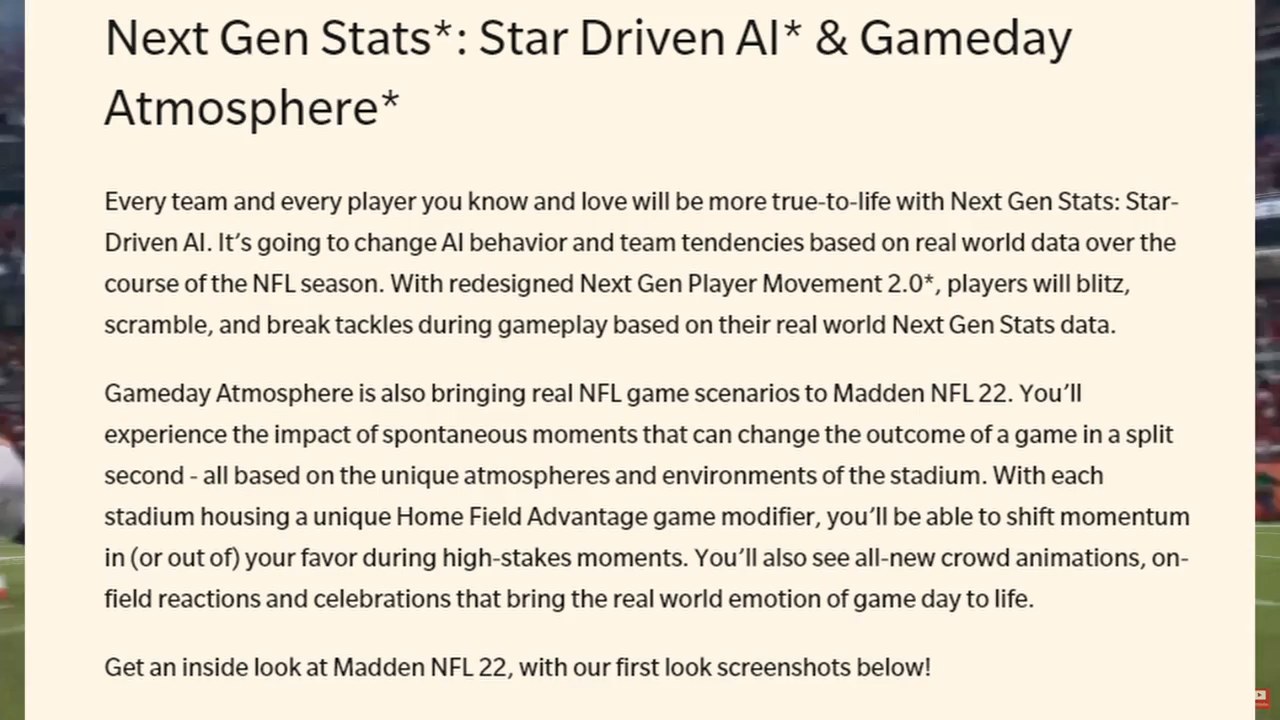 Next Gen Stats*: Star Driven AI* & Gameday
Atmosphere*
Every team and every player you know and love will be more true-to-life with Next Gen Stats: Star-
Driven AI. It’s going to change AI behavior and team tendencies based on real world data over the
course of the NFL season. With redesigned Next Gen Player Movement 2.0*, players will blitz,
scramble, and break tackles during gameplay based on their real world Next Gen Stats data.
Gameday Atmosphere is also bringing real NFL game scenarios to Madden NFL 22. You’ll
experience the impact of spontaneous moments that can change the outcome of a game in a split
second - all based on the unique atmospheres and environments of the stadium. With each
stadium housing a unique Home Field Advantage game modifier, you’ll be able to shift momentum
in (or out of) your favor during high-stakes moments. You’ll also see all-new crowd animations, on-
field reactions and celebrations that bring the real world emotion of game day to life.
Get an inside look at Madden NFL 22, with our first look screenshots below!